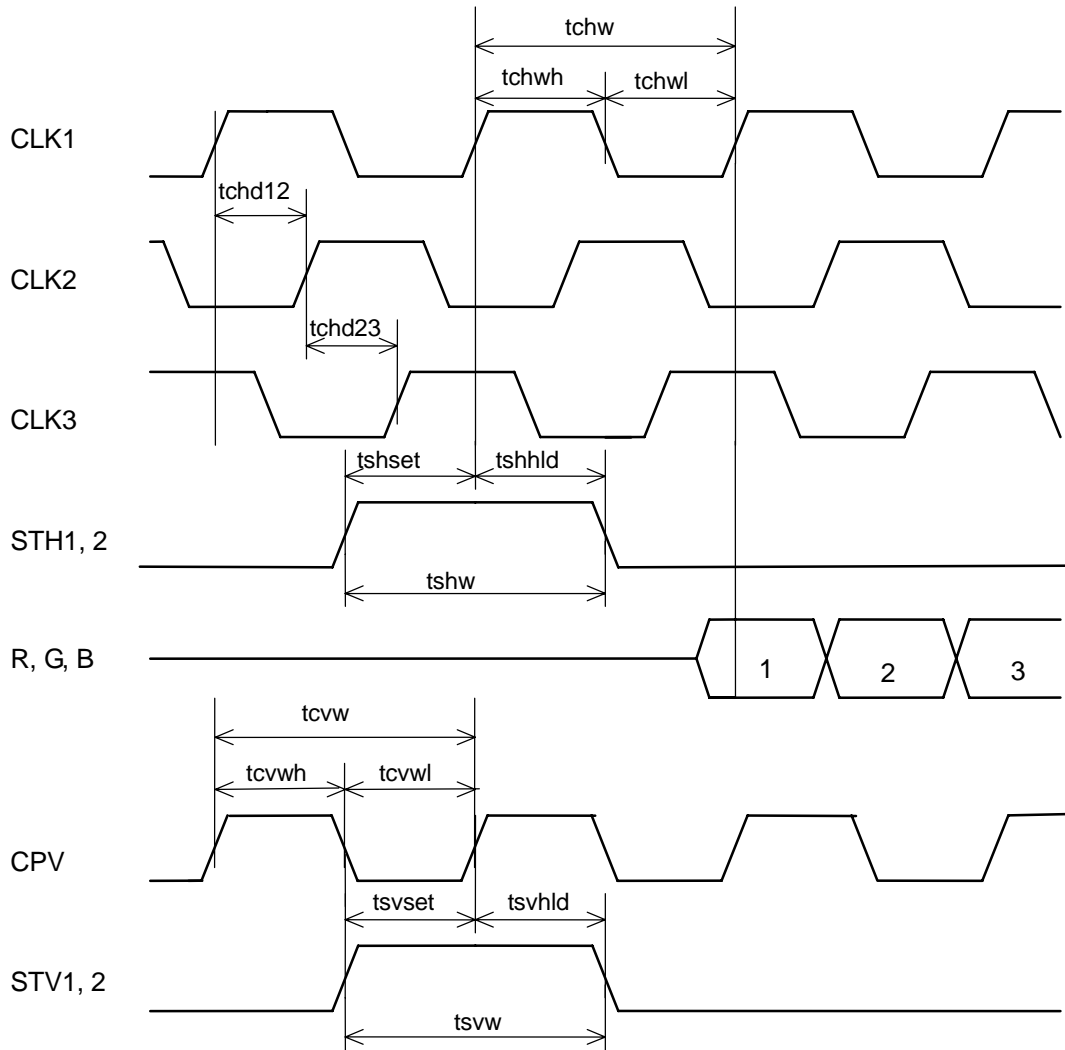 tchw
tchwh
tchwl
CLK1
tchd12
CLK2
tchd23
CLK3
tshset
tshhld
STH1, 2
tshw
R, G, B
1
2
3
tcvw
tcvwh
tcvwl
CPV
tsvset
tsvhld
STV1, 2
tsvw